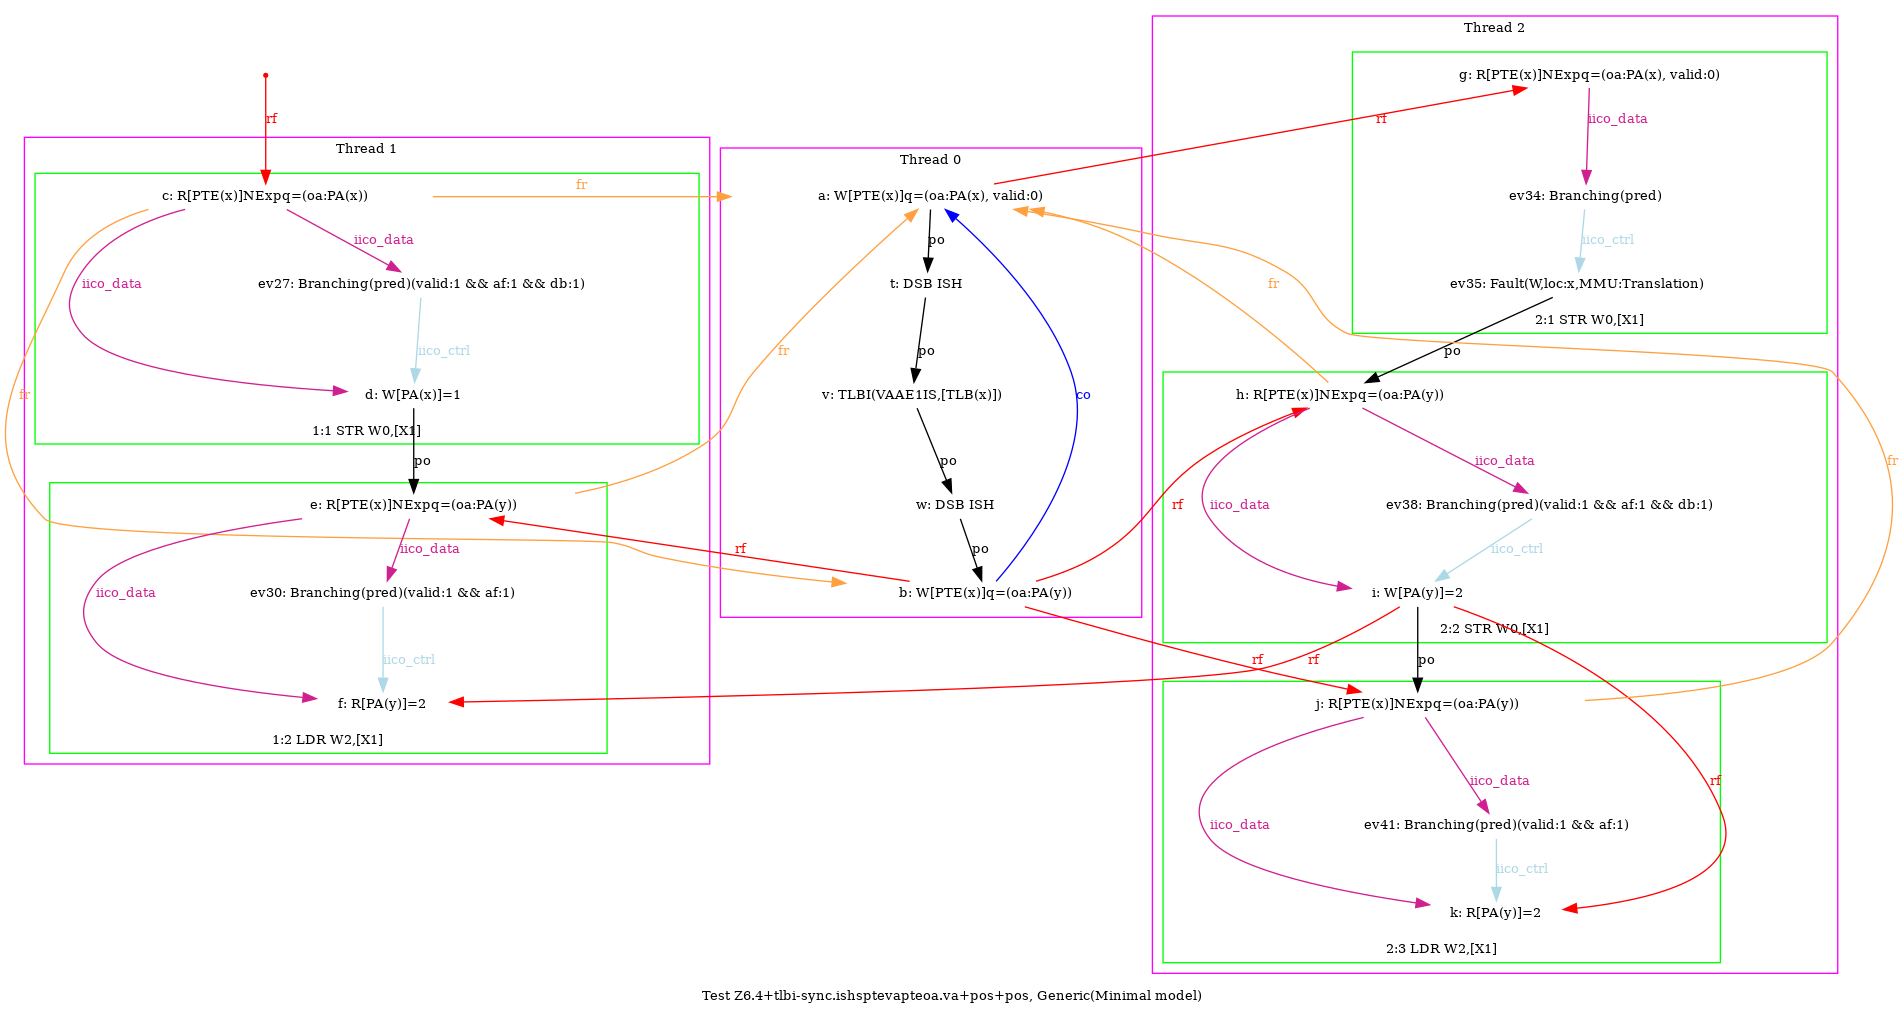 Thread 1
rf
c: R[PTE(x)]NExpq=(oa:PA(x))
fr
iico_data
iico_data
ev27: Branching(pred)(valid:1 && af:1 && db:1)
iico_ctrl
fr
d: W[PA(x)]=1
1:1 STR W0,[X1]
po
e: R[PTE(x)]NExpq=(oa:PA(y))
iico_data
iico_data
ev30: Branching(pred)(valid:1 && af:1)
iico_ctrl
f: R[PA(y)]=2
1:2 LDR W2,[X1]
Thread 0
a: W[PTE(x)]q=(oa:PA(x), valid:0)
po
t: DSB ISH
fr
po
v: TLBI(VAAE1IS,[TLB(x)])
co
po
w: DSB ISH
rf
po
b: W[PTE(x)]q=(oa:PA(y))
rf
rf
rf
Thread 2
g: R[PTE(x)]NExpq=(oa:PA(x), valid:0)
rf
iico_data
ev34: Branching(pred)
iico_ctrl
fr
ev35: Fault(W,loc:x,MMU:Translation)
2:1 STR W0,[X1]
po
h: R[PTE(x)]NExpq=(oa:PA(y))
iico_data
fr
iico_data
ev38: Branching(pred)(valid:1 && af:1 && db:1)
iico_ctrl
i: W[PA(y)]=2
2:2 STR W0,[X1]
po
j: R[PTE(x)]NExpq=(oa:PA(y))
iico_data
rf
iico_data
ev41: Branching(pred)(valid:1 && af:1)
iico_ctrl
k: R[PA(y)]=2
2:3 LDR W2,[X1]
Test Z6.4+tlbi-sync.ishsptevapteoa.va+pos+pos, Generic(Minimal model)